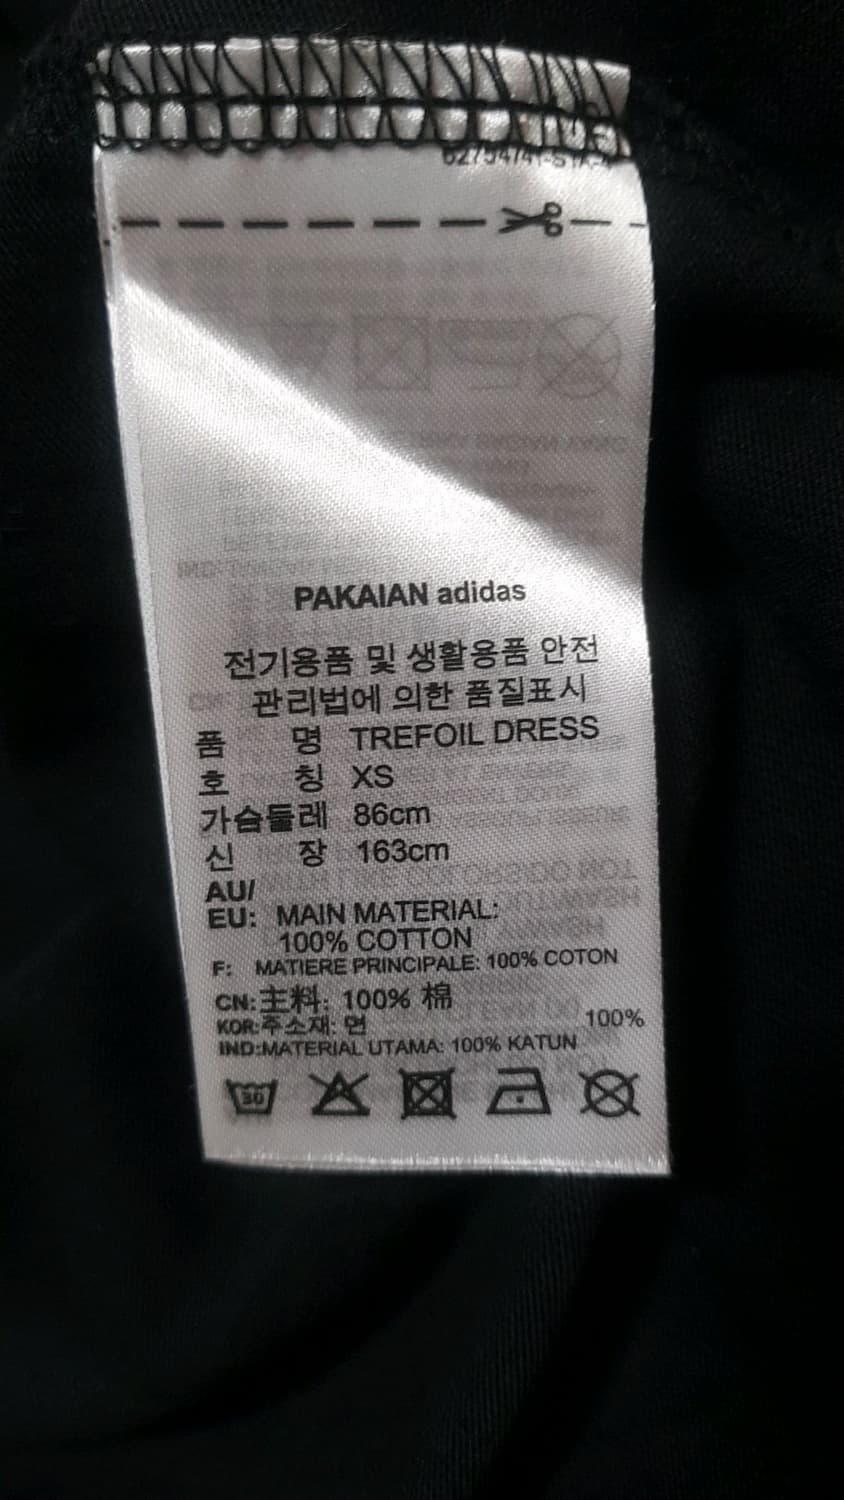 PAKAIAN adidas
전기용품 및 생활용품 안전
관리법에 의한 품질표시
품 명 TREFOIL DRESS
호 칭 XS
가슴둘레 86cm
신 장 163cm
AU/
EU: MAIN MATERIAL:
100% COTTON
F: MATIERE PRINCIPALE: 100% COTON
CN:主料: 100% 棉
KOR:주소재: 면 100%
IND:MATERIAL UTAMA: 100% KATUN
30